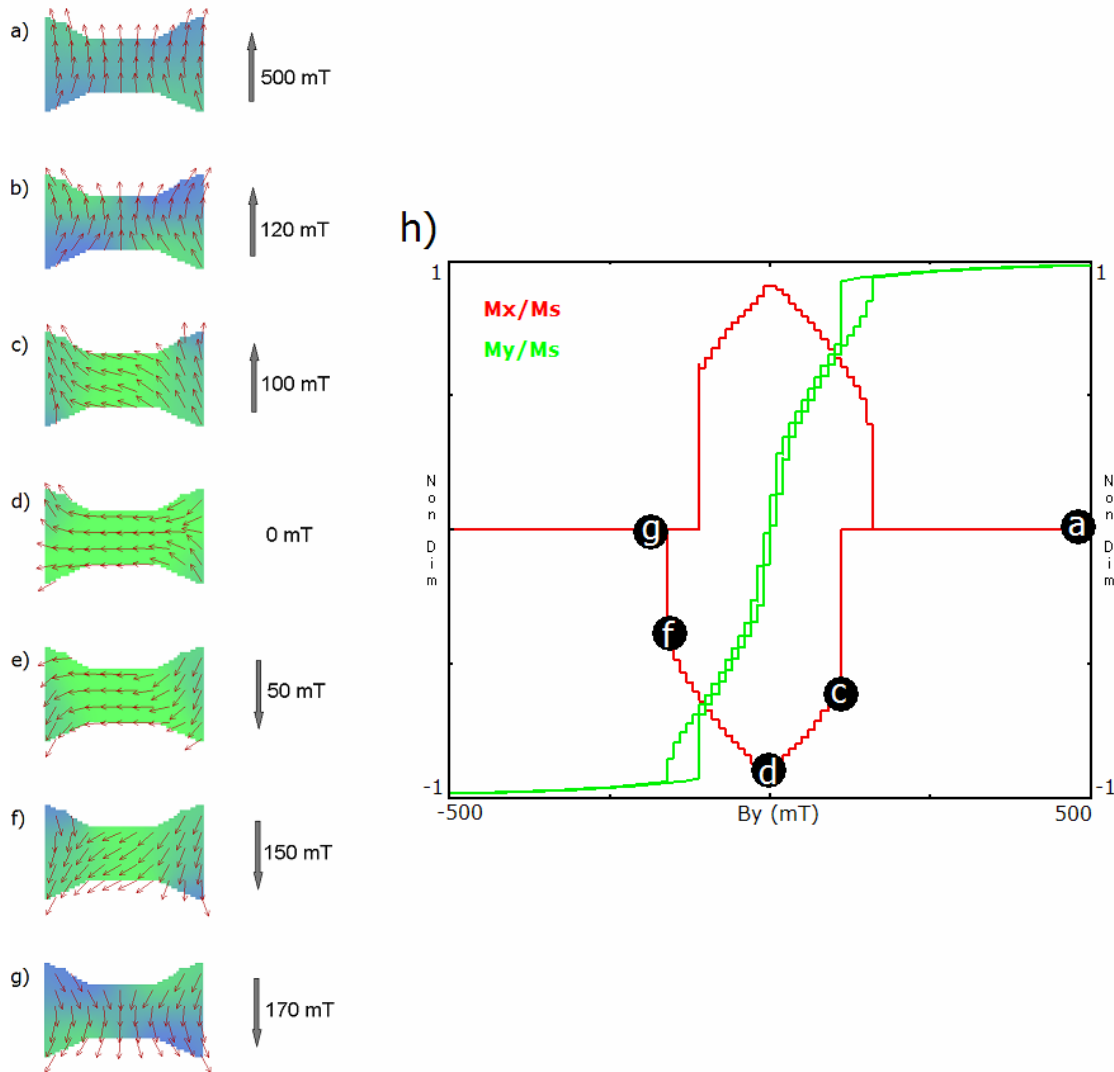 a)
500 mT
b)
120 mT
c)
100 mT
d)
0 mT
e)
50 mT
f)
150 mT
g)
170 mT
h)
1
1
Mx/Ms
My/Ms
Non Dim
Non Dim
a
g
f
c
d
-1
-1
-500
By (mT)
500